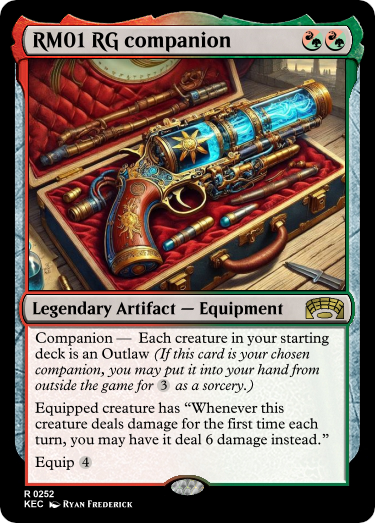 RM01 RG companion
Legendary Artifact — Equipment
Companion — Each creature in your starting
deck is an Outlaw (If this card is your chosen
companion, you may put it into your hand from
outside the game for 3 as a sorcery.)
Equipped creature has “Whenever this
creature deals damage for the first time each
turn, you may have it deal 6 damage instead.”
Equip 4
R 0252
KEC Ryan Frederick